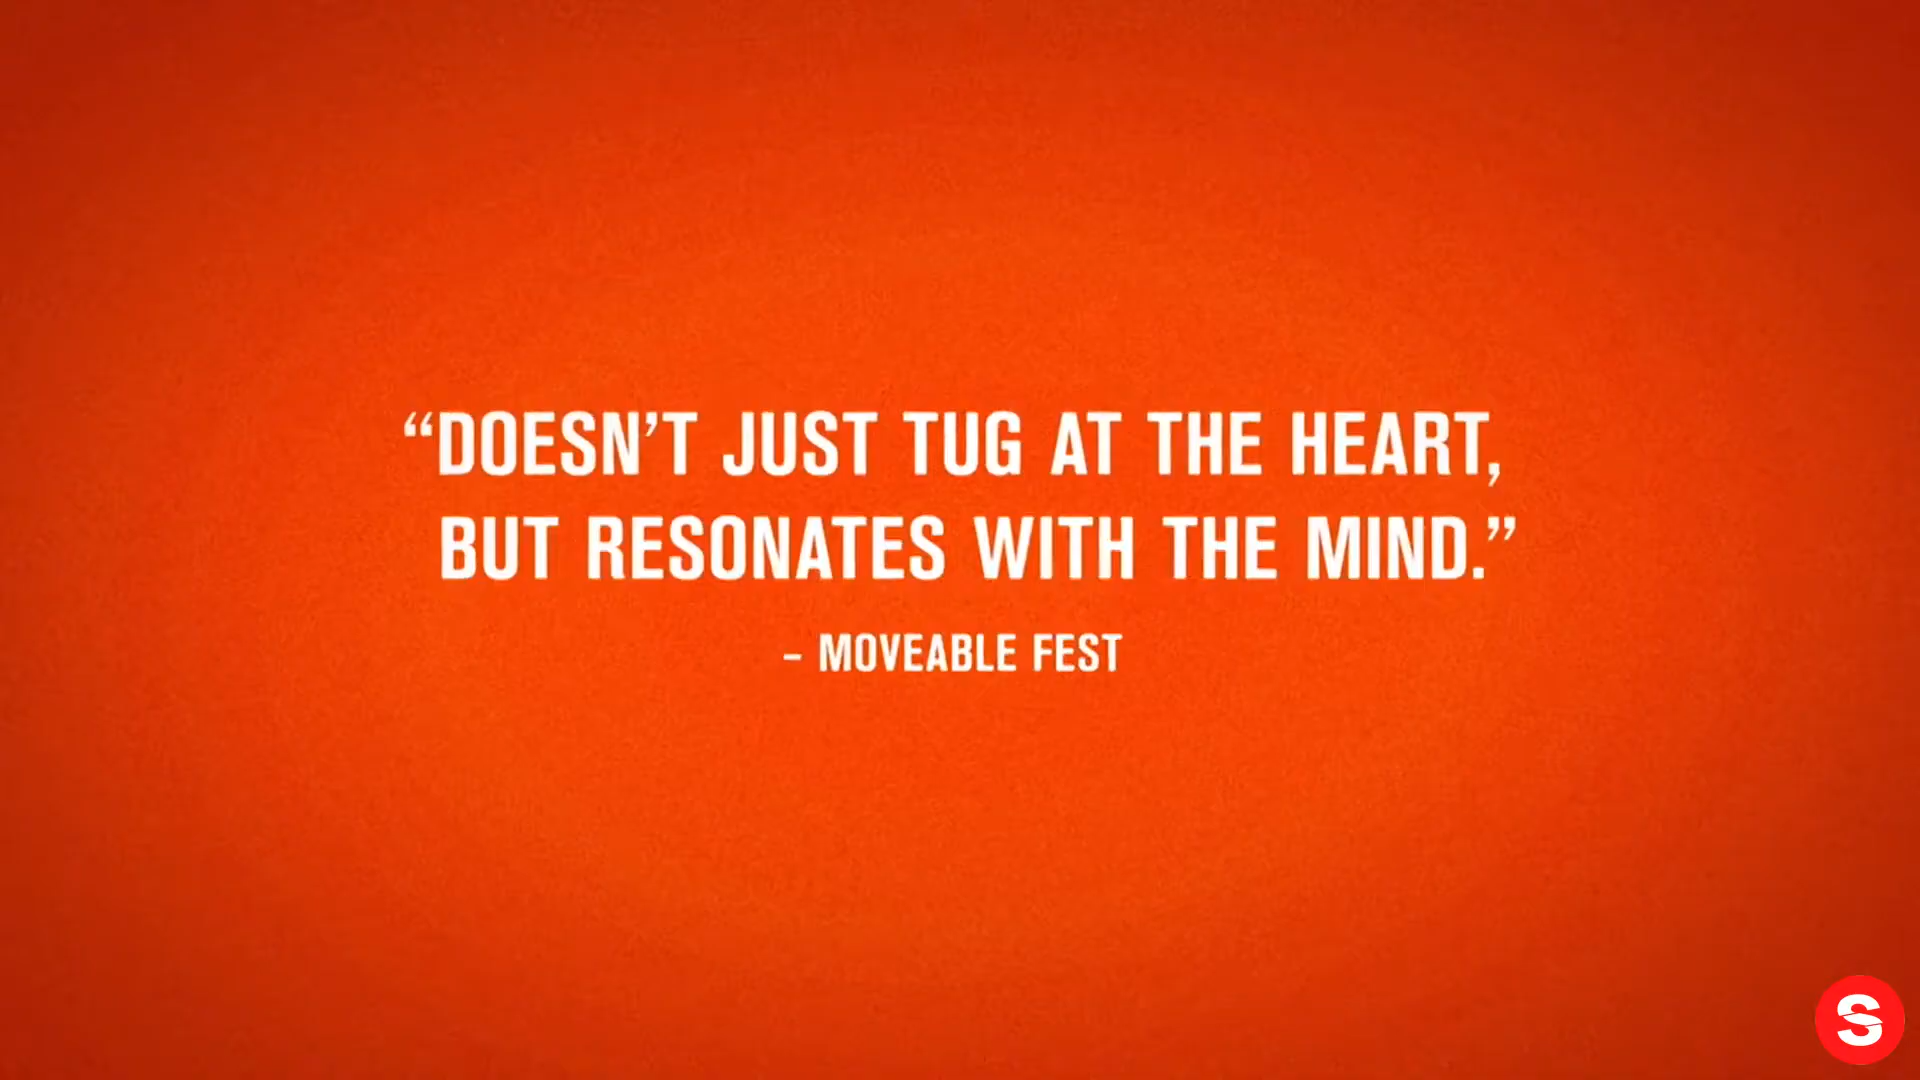 “DOESN’T JUST TUG AT THE HEART,
BUT RESONATES WITH THE MIND.”
– MOVEABLE FEST
S